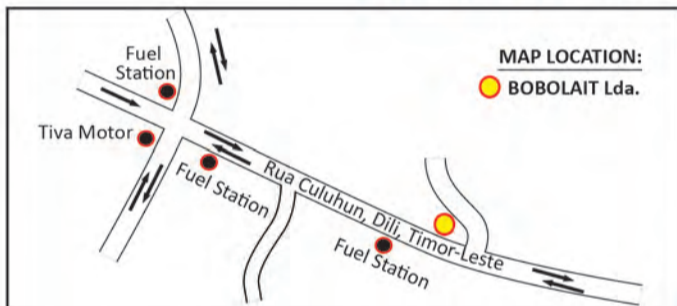 Fuel
Station
MAP LOCATION:
BOBOLAIT Lda.
Tiva Motor
Fuel Station
Rua Culuhun, Dili, Timor-Leste
Fuel Station